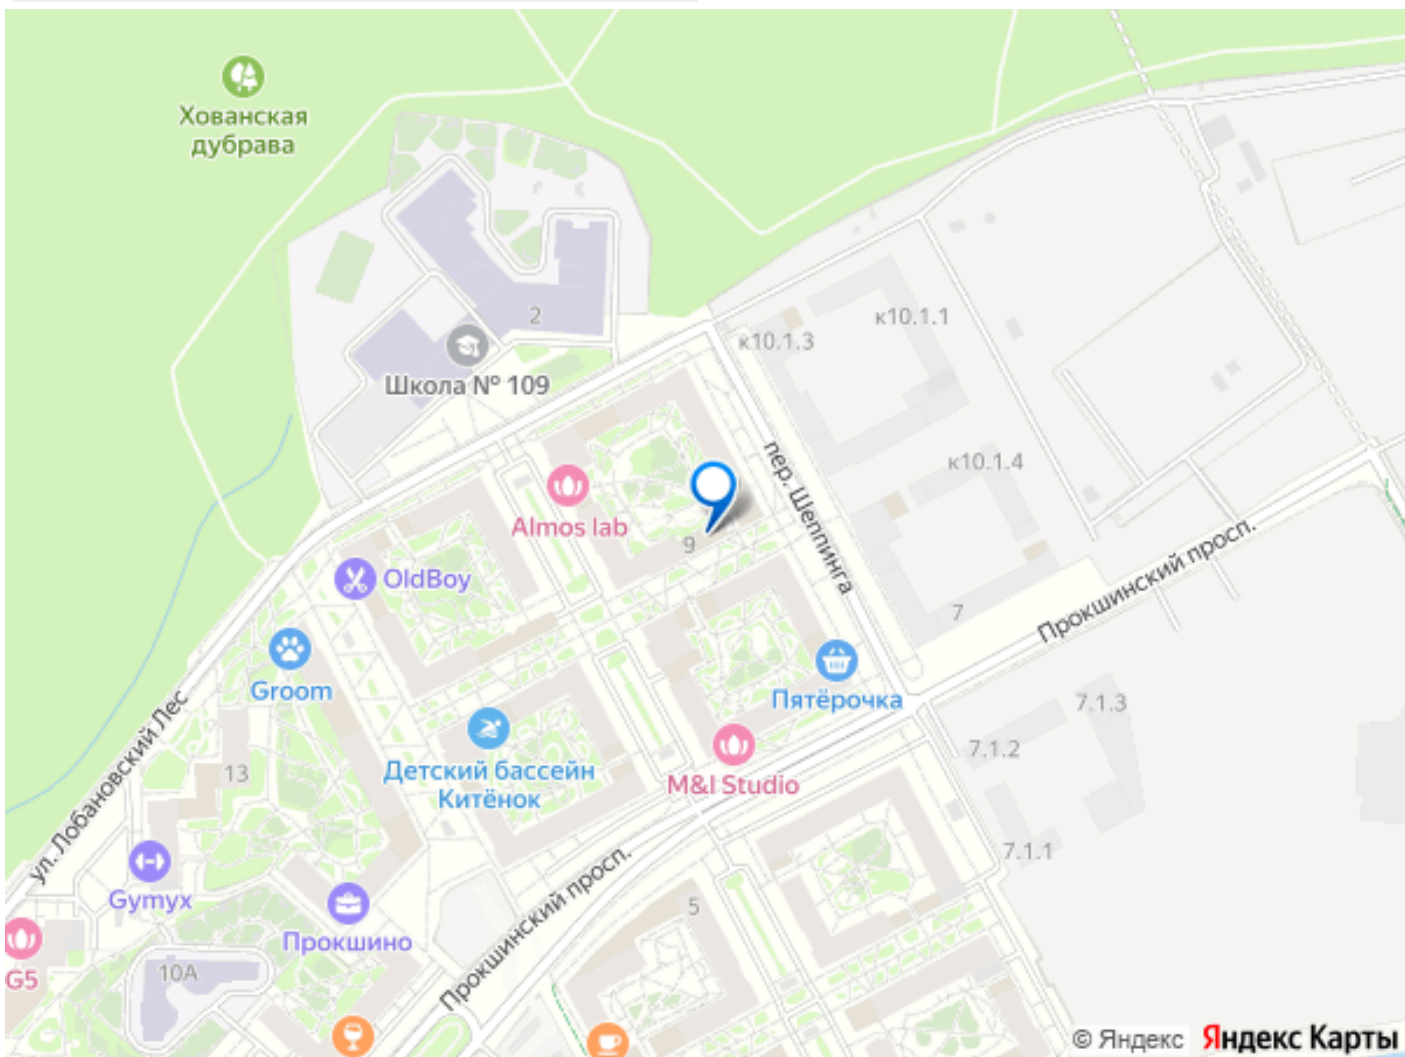 Хованская
дубрава
2
Школа № 109
к10.1.1
к10.1.3
к10.1.4
пер. Шеппинга
Almos lab
9
OldBoy
7
Прокшинский просп.
Groom
Пятёрочка
7.1.3
7.1.2
7.1.1
ул. Лобановский Лес
13
Детский бассейн
Китёнок
M&I Studio
Gymyx
Прокшинский просп.
5
Прокшино
G5
10А
© Яндекс Яндекс Карты